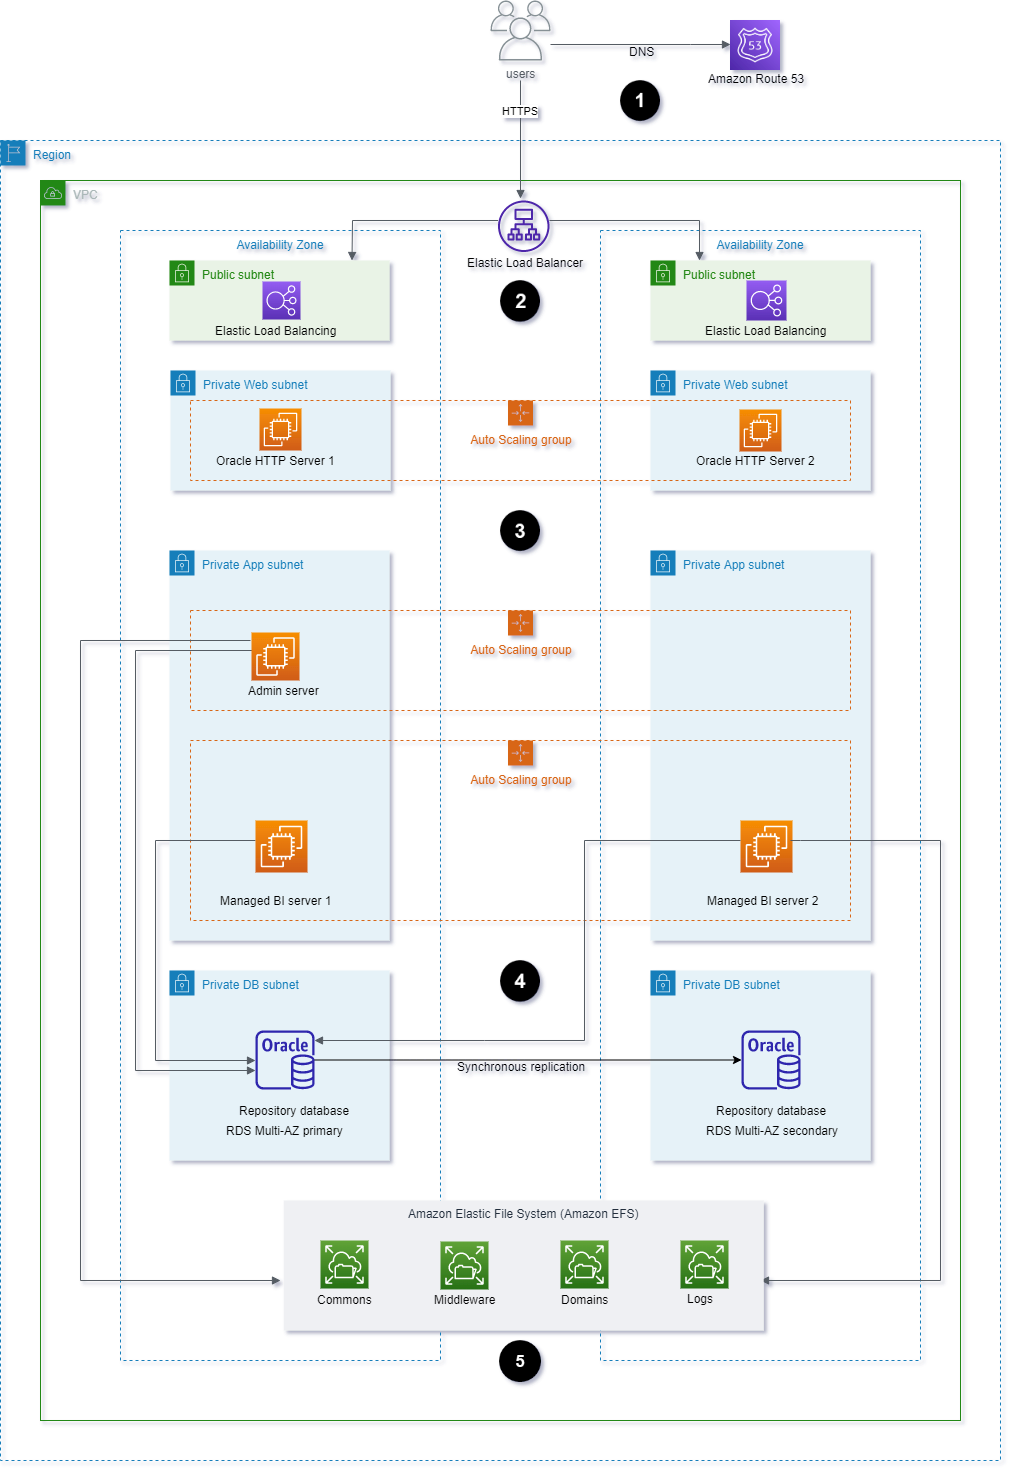 users
DNS
53
Amazon Route 53
1
HTTPS
Region
VPC
Elastic Load Balancer
2
Availability Zone
Availability Zone
Public subnet
Public subnet
Elastic Load Balancing
Elastic Load Balancing
Private Web subnet
Private Web subnet
Auto Scaling group
Oracle HTTP Server 1
Oracle HTTP Server 2
3
Private App subnet
Private App subnet
Auto Scaling group
Admin server
Auto Scaling group
Managed BI server 1
Managed BI server 2
4
Private DB subnet
Private DB subnet
Oracle
Oracle
Synchronous replication
Repository database
RDS Multi-AZ primary
Repository database
RDS Multi-AZ secondary
Amazon Elastic File System (Amazon EFS)
Commons
Middleware
Domains
Logs
5